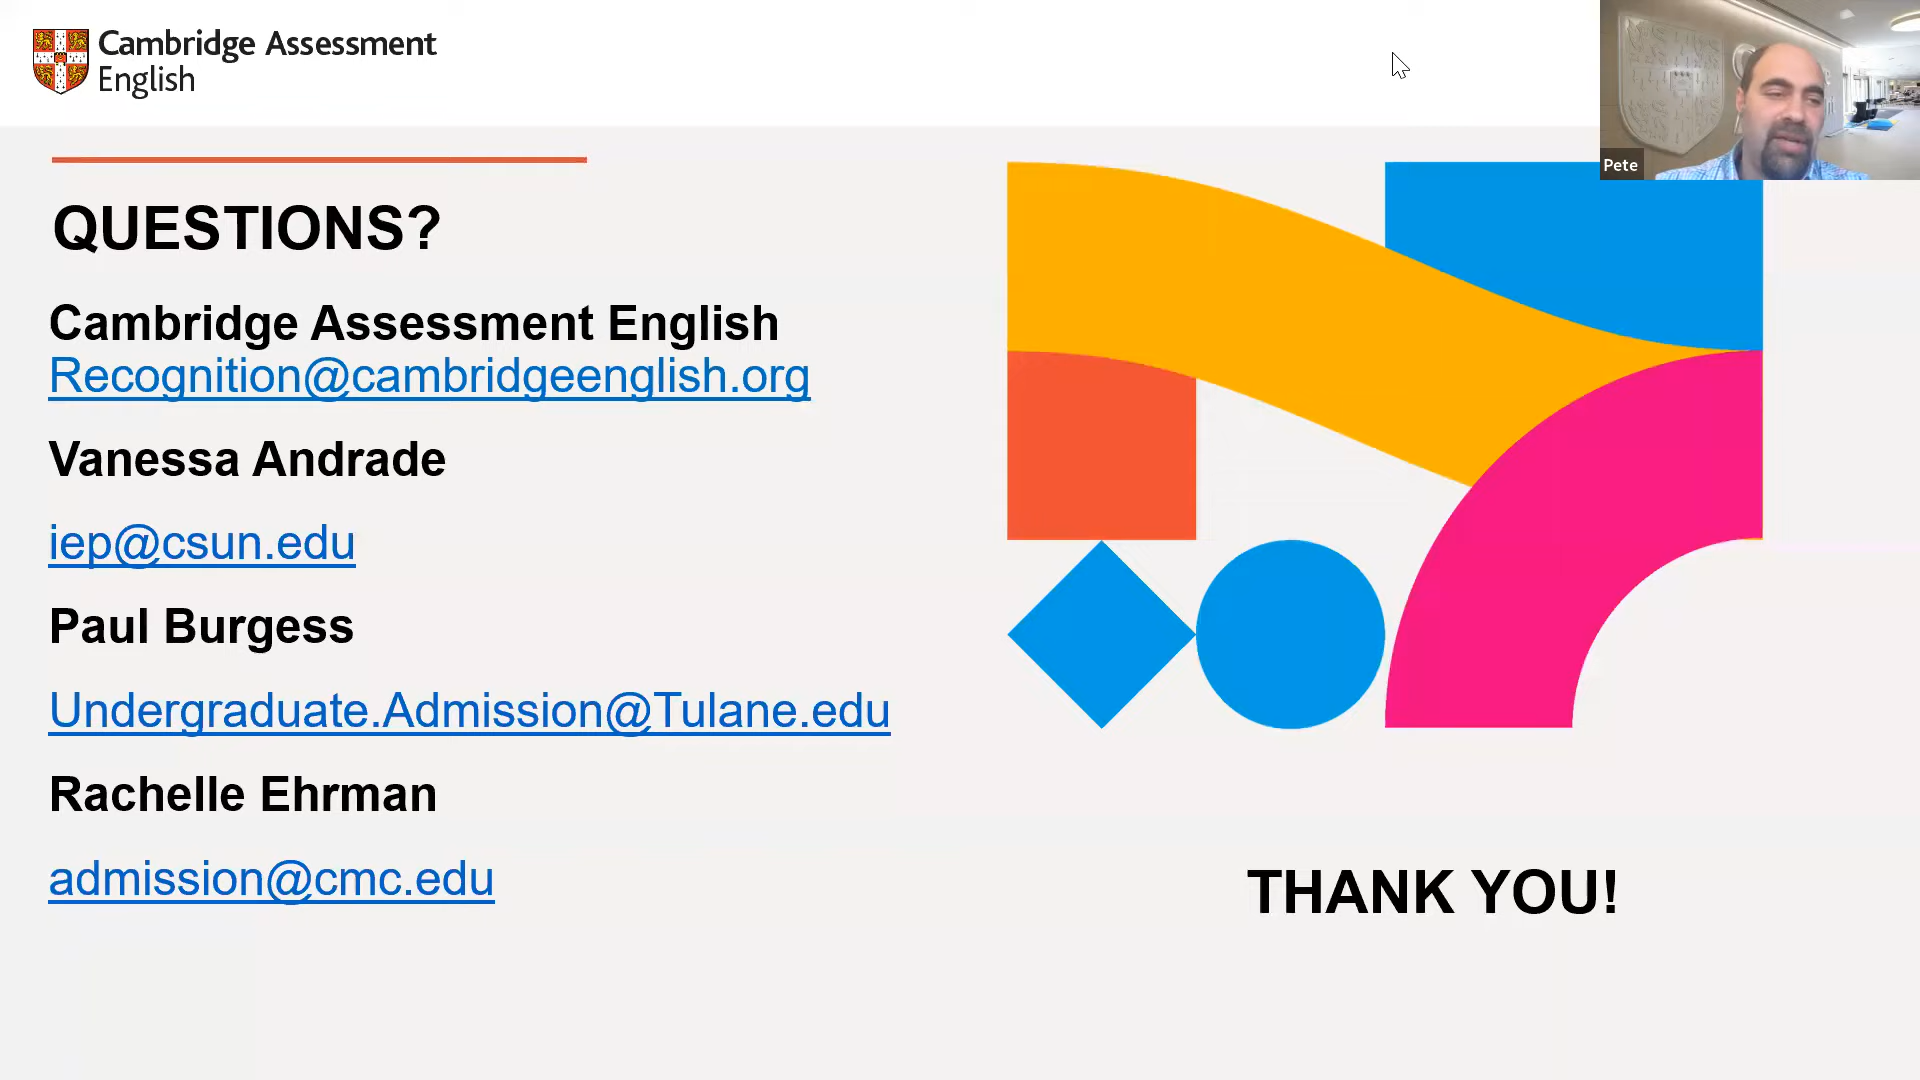 Cambridge Assessment
English
Pete
QUESTIONS?
Cambridge Assessment English
Recognition@cambridgeenglish.org
Vanessa Andrade
iep@csun.edu
Paul Burgess
Undergraduate.Admission@Tulane.edu
Rachelle Ehrman
admission@cmc.edu
THANK YOU!